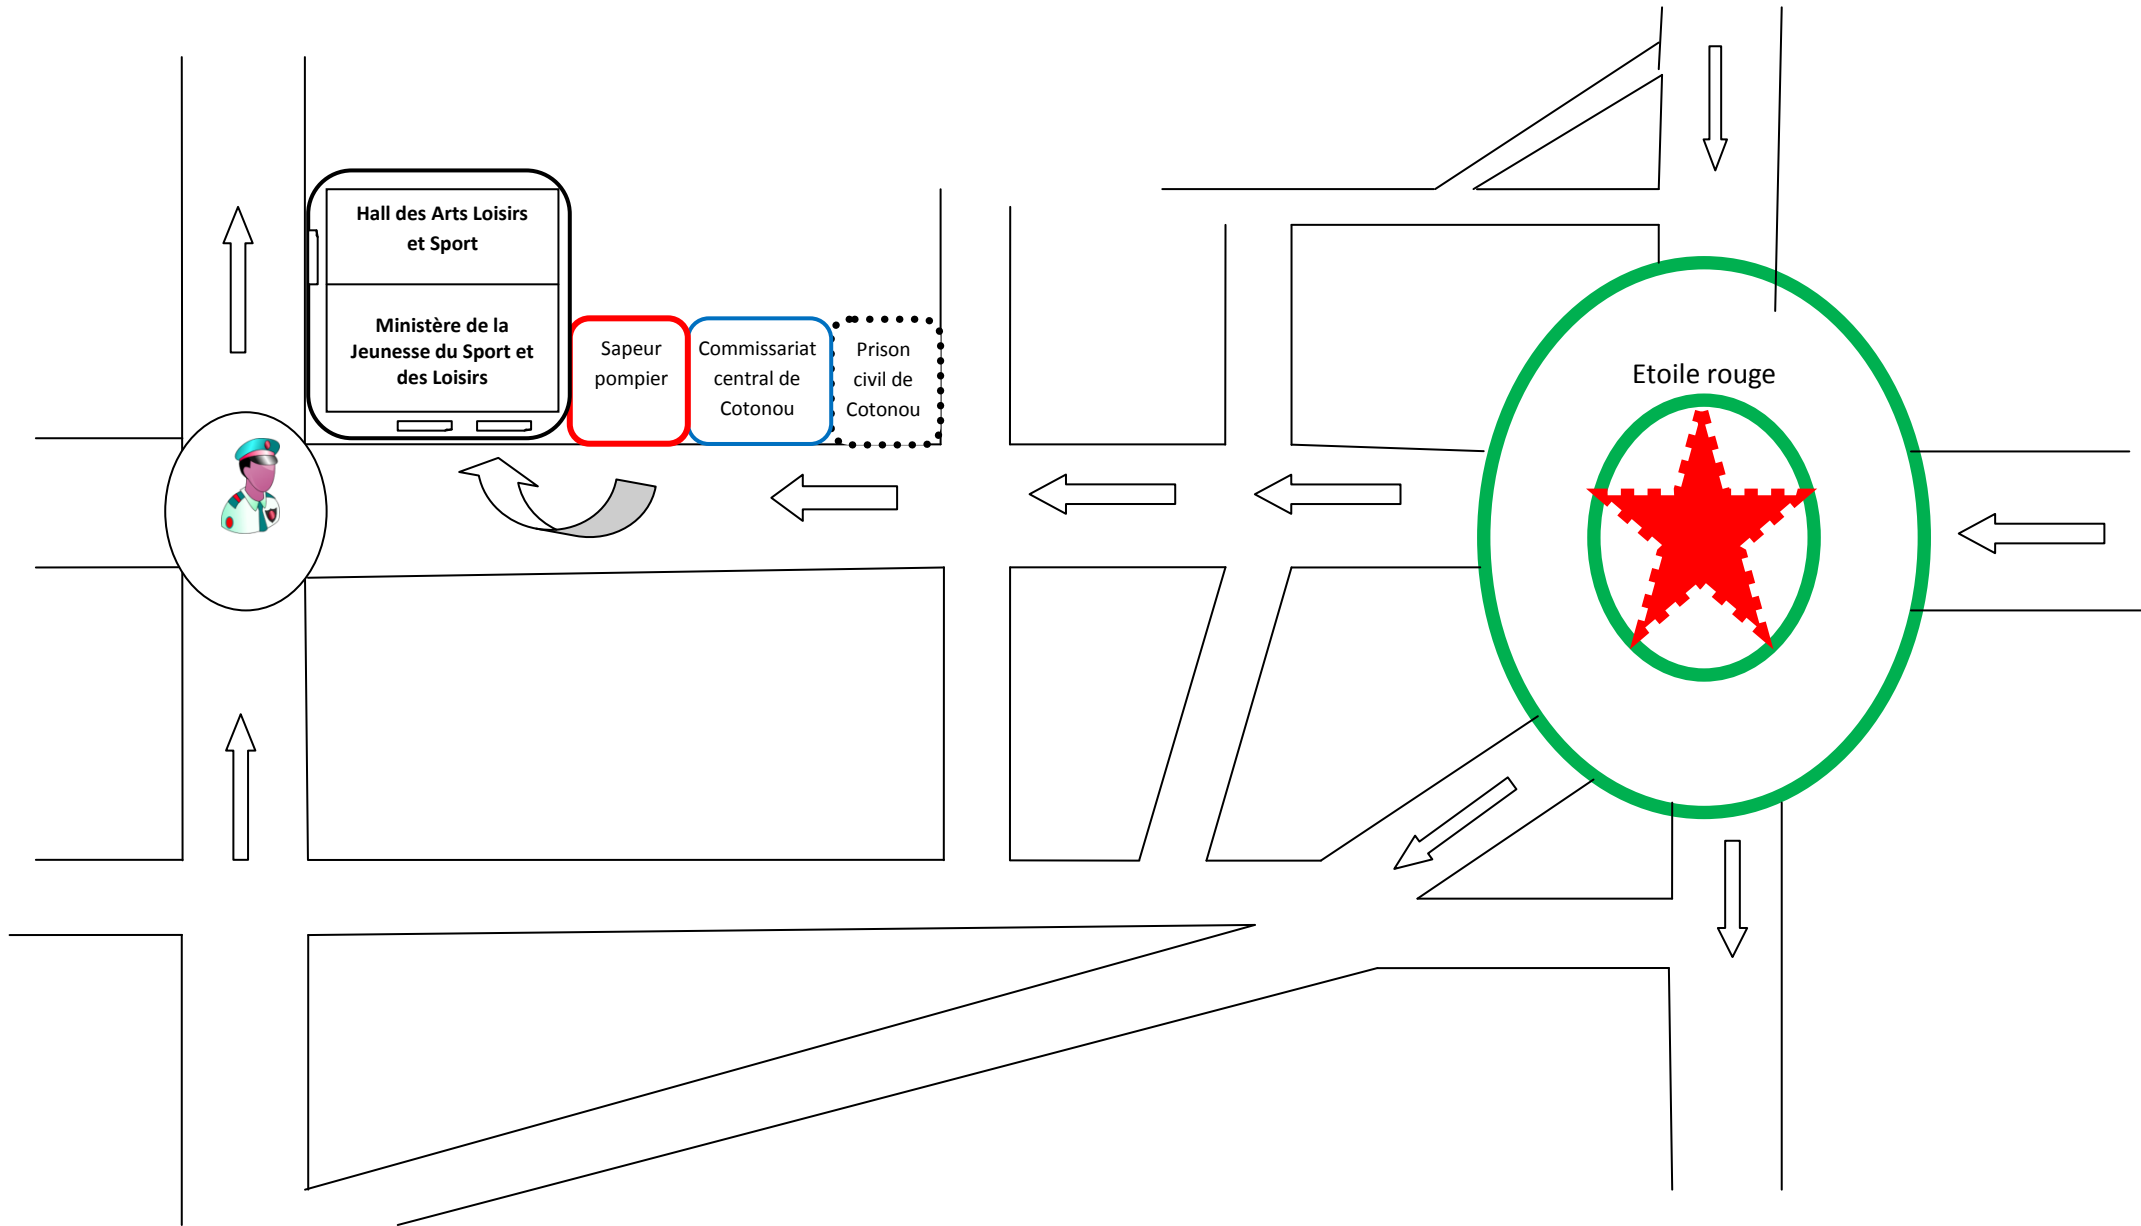 Hall des Arts Loisirs
et Sport
Ministère de la
Jeunesse du Sport et
des Loisirs
Sapeur
pompier
Commissariat
central de
Cotonou
Prison
civil de
Cotonou
Etoile rouge